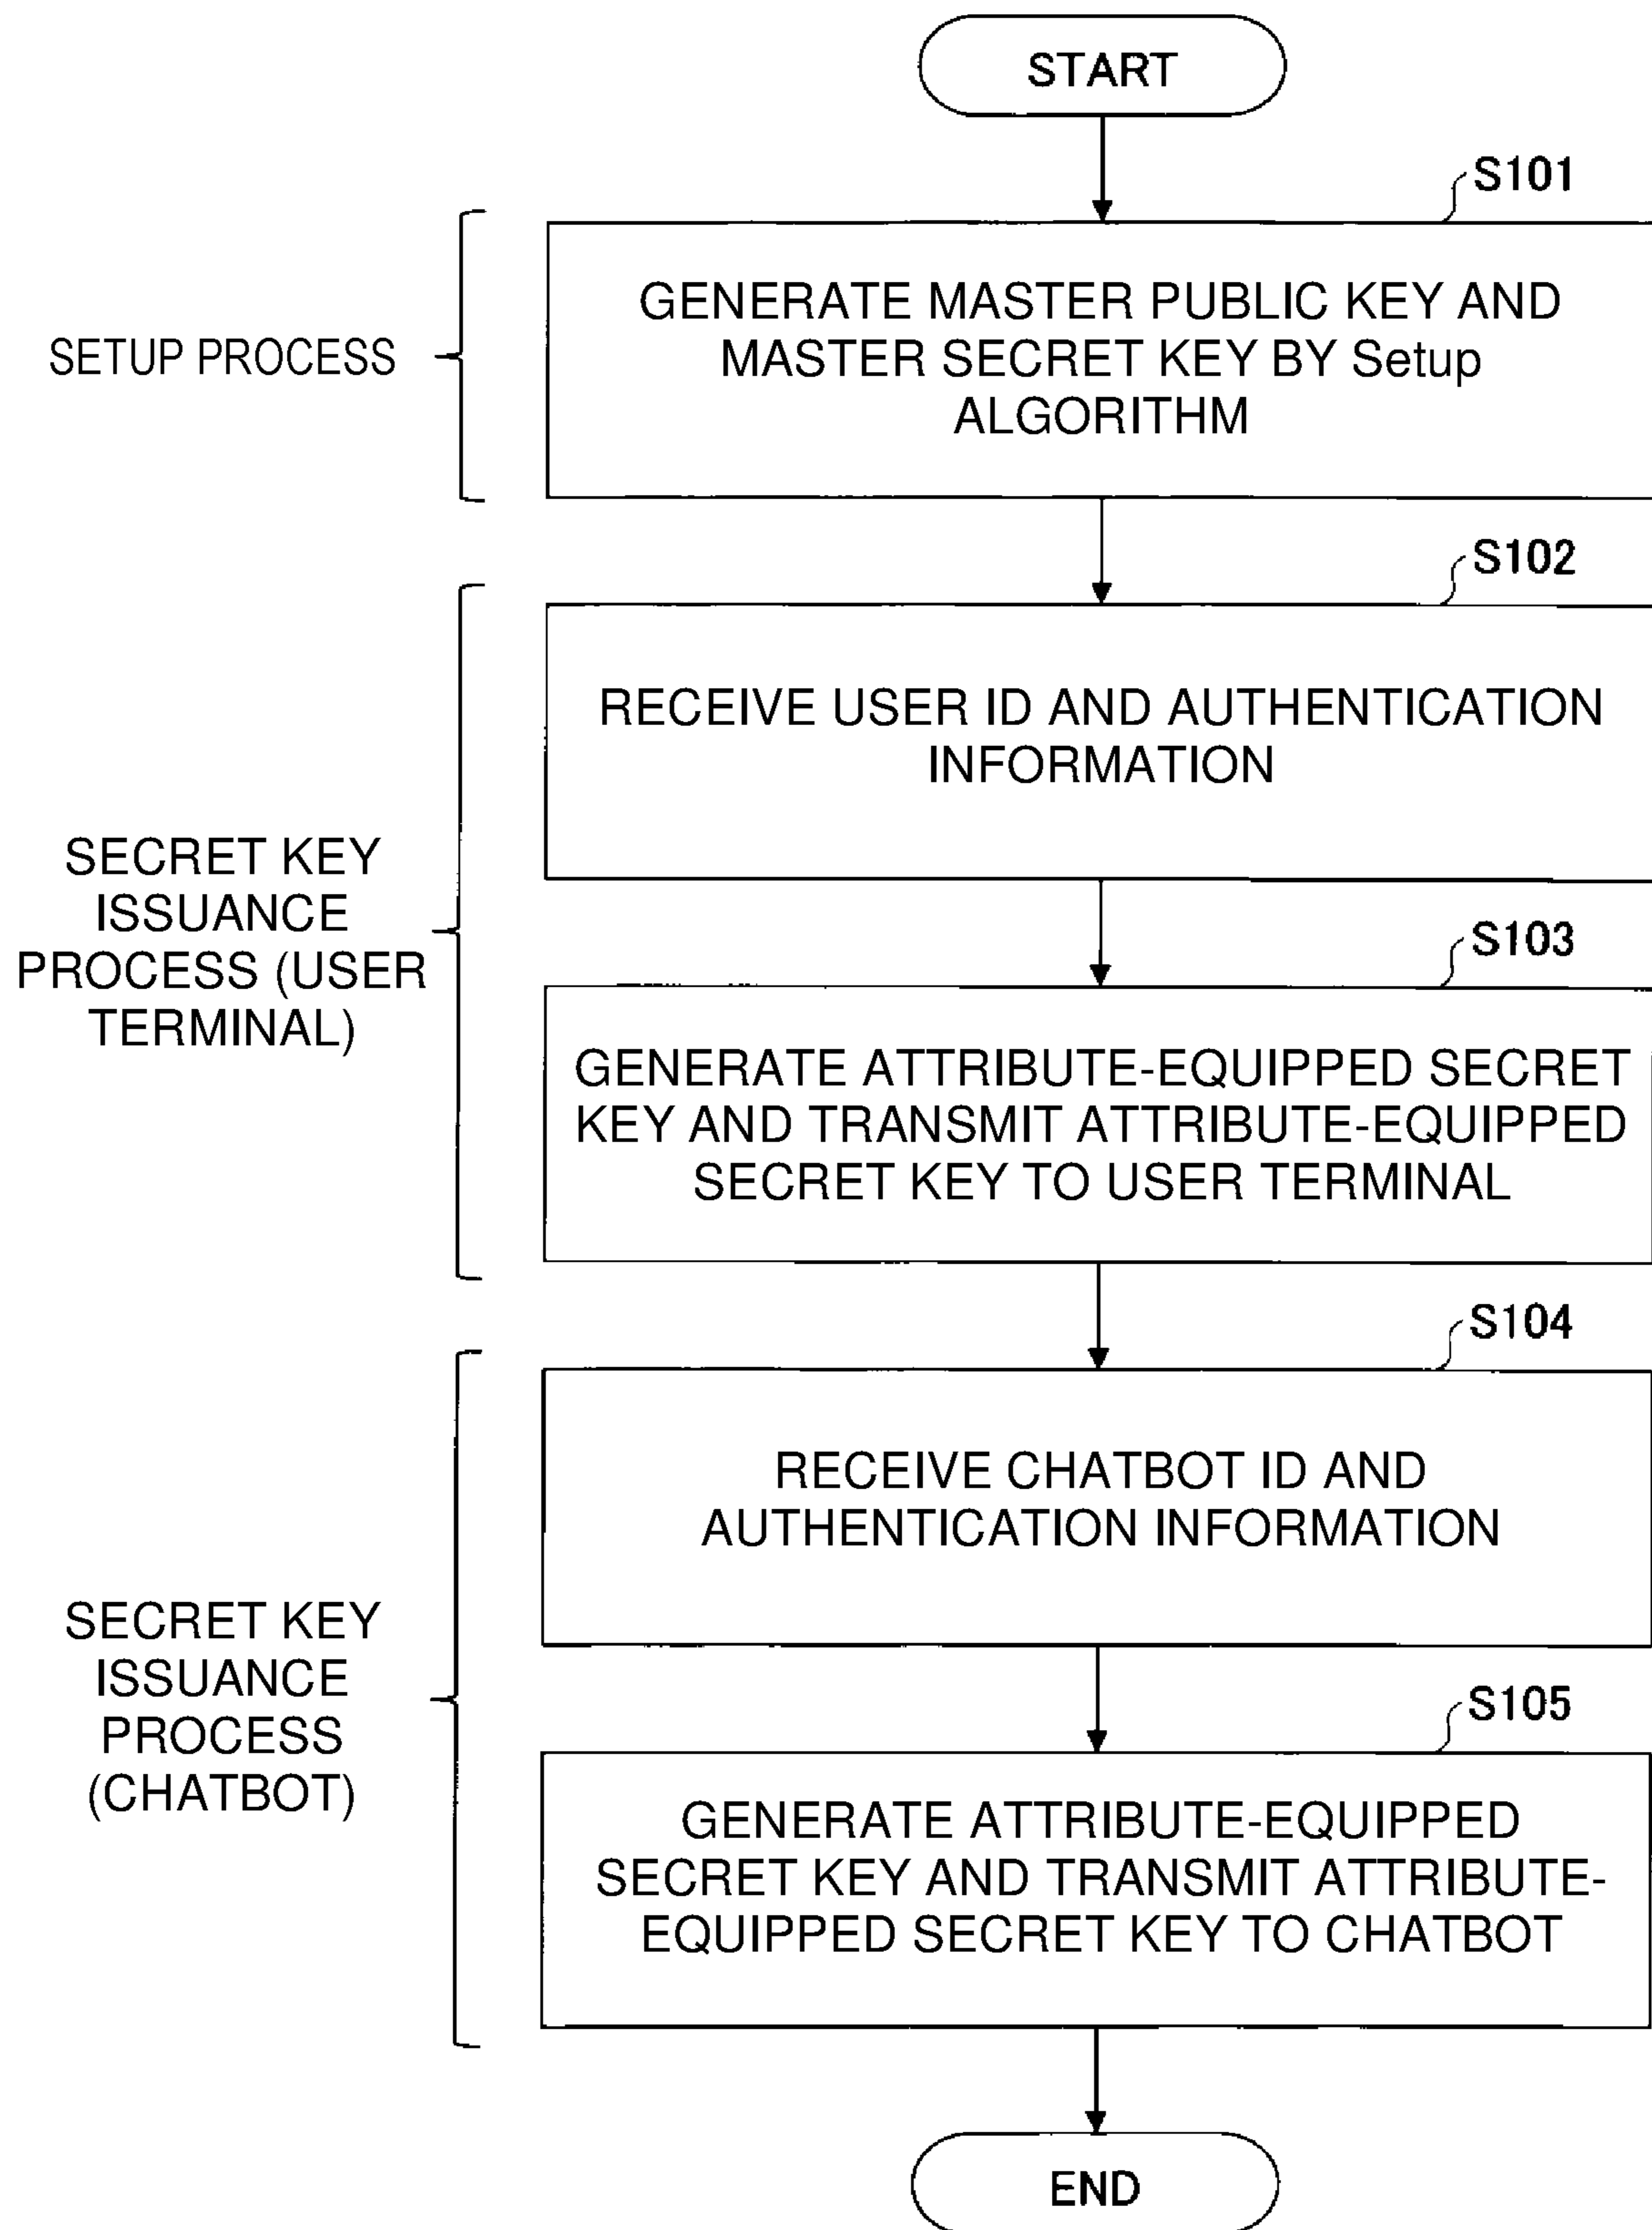 START
S101
SETUP PROCESS
GENERATE MASTER PUBLIC KEY AND
MASTER SECRET KEY BY Setup
ALGORITHM
S102
RECEIVE USER ID AND AUTHENTICATION
INFORMATION
SECRET KEY
ISSUANCE
PROCESS (USER
TERMINAL)
S103
GENERATE ATTRIBUTE-EQUIPPED SECRET
KEY AND TRANSMIT ATTRIBUTE-EQUIPPED
SECRET KEY TO USER TERMINAL
S104
RECEIVE CHATBOT ID AND
AUTHENTICATION INFORMATION
SECRET KEY
ISSUANCE
PROCESS
(CHATBOT)
S105
GENERATE ATTRIBUTE-EQUIPPED
SECRET KEY AND TRANSMIT ATTRIBUTE-
EQUIPPED SECRET KEY TO CHATBOT
END